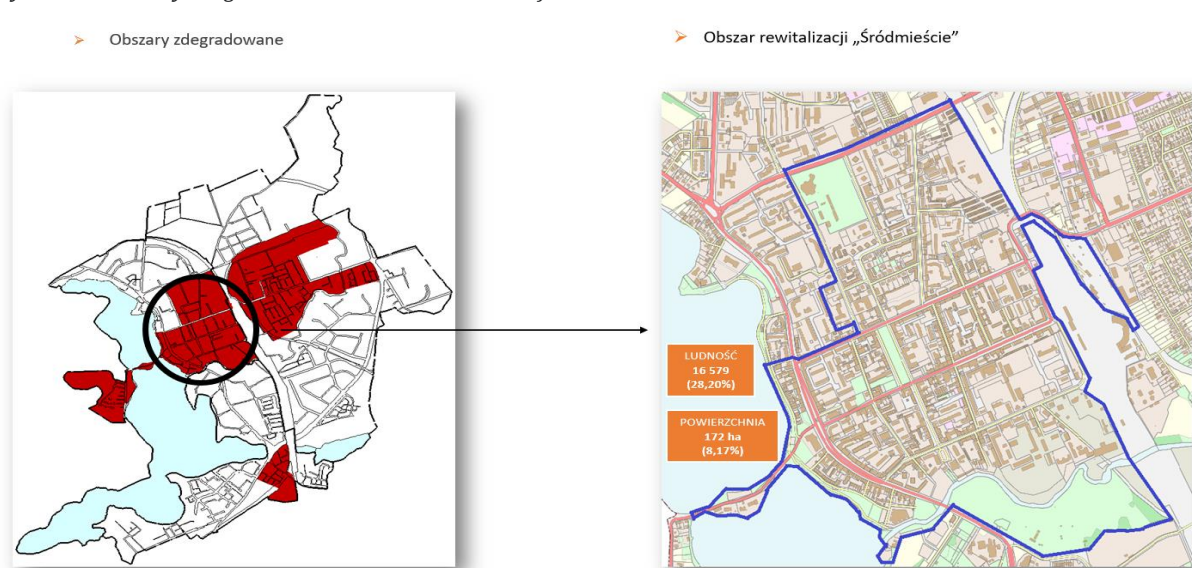 Obszary zdegradowane
Obszar rewitalizacji „Śródmieście”
LUDNOŚĆ
16 579
(28,20%)
POWIERZCHNIA
172 ha
(8,17%)